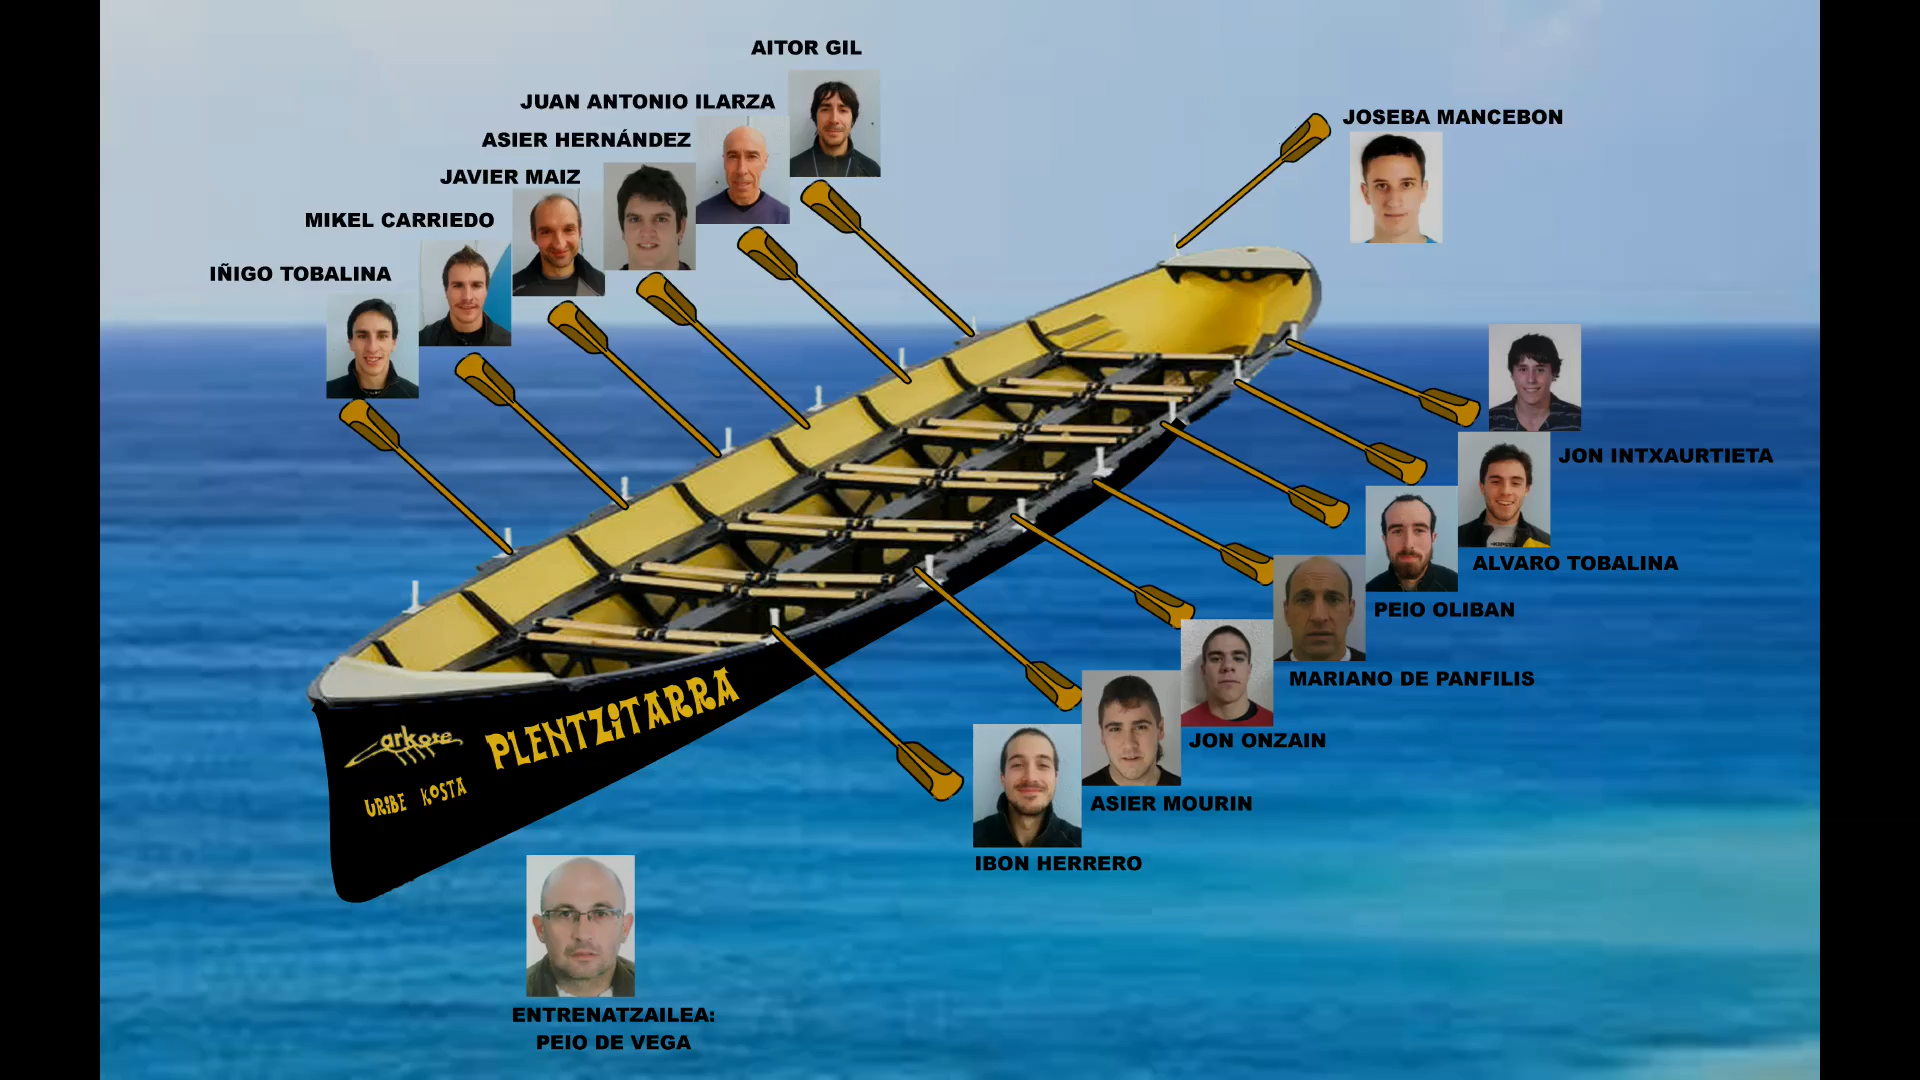 AITOR GIL
JUAN ANTONIO ILARZA
JOSEBA MANCEBON
ASIER HERNÁNDEZ
JAVIER MAIZ
MIKEL CARRIEDO
IÑIGO TOBALINA
JON INTXAURTIETA
ALVARO TOBALINA
PEIO OLIBAN
MARIANO DE PANFILIS
JON ONZAIN
ASIER MOURIN
IBON HERRERO
PLENTZITARRA
arkote
URIBE KOSTA
ENTRENATZAILEA:
PEIO DE VEGA